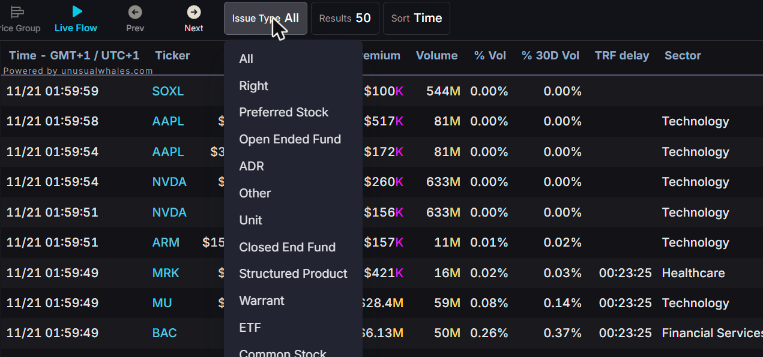 rice Group Live Flow Prev Next Issue Type All Results 50 Sort Time
Time - GMT+1 / UTC+1 Ticker emium Volume % Vol % 30D Vol TRF delay Sector
Powered by unusualwhales.com
All
Right
Preferred Stock
Open Ended Fund
ADR
Other
Unit
Closed End Fund
Structured Product
Warrant
ETF
Common Stock
11/21 01:59:59 SOXL $100K 544M 0.00% 0.00%
11/21 01:59:58 AAPL $ $517K 81M 0.00% 0.00% Technology
11/21 01:59:54 AAPL $3 $172K 81M 0.00% 0.00% Technology
11/21 01:59:54 NVDA $ $260K 633M 0.00% 0.00% Technology
11/21 01:59:51 NVDA $ $156K 633M 0.00% 0.00% Technology
11/21 01:59:51 ARM $15 $157K 11M 0.01% 0.02% Technology
11/21 01:59:49 MRK $ $421K 16M 0.02% 0.03% 00:23:25 Healthcare
11/21 01:59:49 MU $ $28.4M 59M 0.08% 0.14% 00:23:25 Technology
11/21 01:59:49 BAC $6.13M 50M 0.26% 0.37% 00:23:25 Financial Services